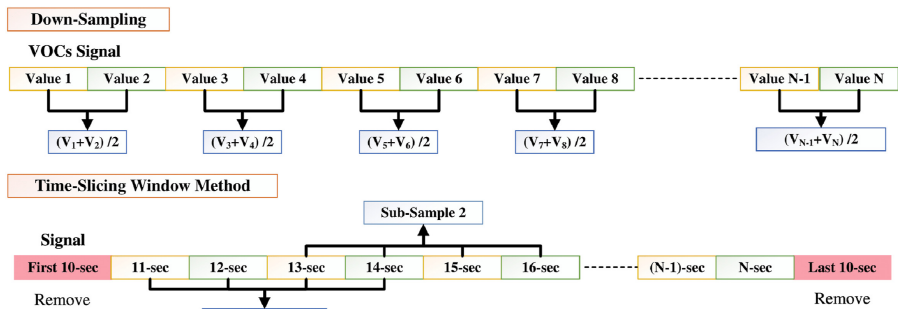 Down-Sampling
VOCs Signal
Value 1 Value 2 Value 3 Value 4 Value 5 Value 6 Value 7 Value 8 Value N-1 Value N
(V₁+V₂) /2 (V₃+V₄) /2 (V₅+V₆) /2 (V₇+V₈) /2 (V_N-1+V_N) /2
Time-Slicing Window Method
Sub-Sample 2
Signal
First 10-sec 11-sec 12-sec 13-sec 14-sec 15-sec 16-sec (N-1)-sec N-sec Last 10-sec
Remove Remove